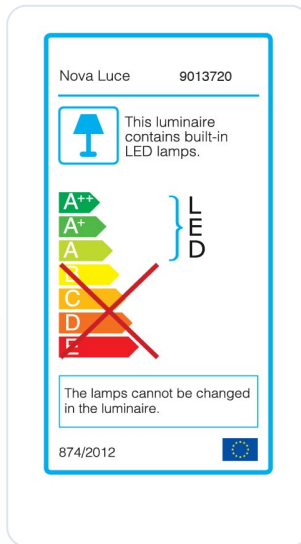 Nova Luce 9013720
This luminaire
contains built-in
LED lamps.
A++
A+
A
B
C
D
E
L
E
D
The lamps cannot be changed
in the luminaire.
874/2012